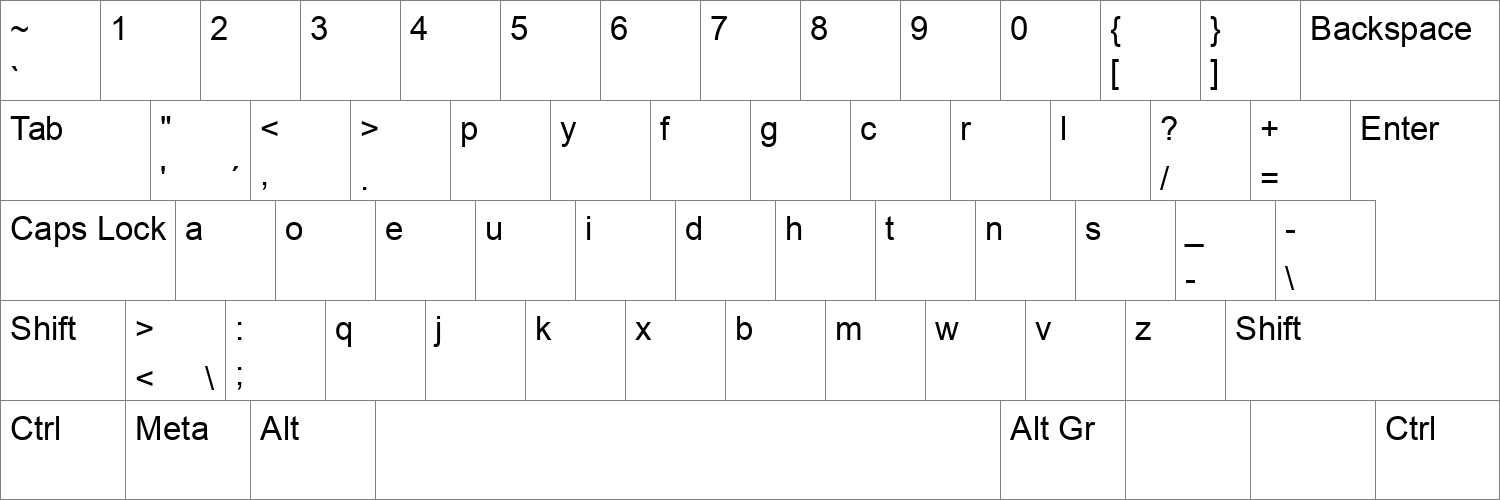 ~ 1 2 3 4 5 6 7 8 9 0 { } Backspace
` [ ]
Tab " < > p y f g c r l ? + Enter
' ´ , . / =
Caps Lock a o e u i d h t n s _ -
- \
Shift > : q j k x b m w v z Shift
< \ ;
Ctrl Meta Alt Alt Gr Ctrl